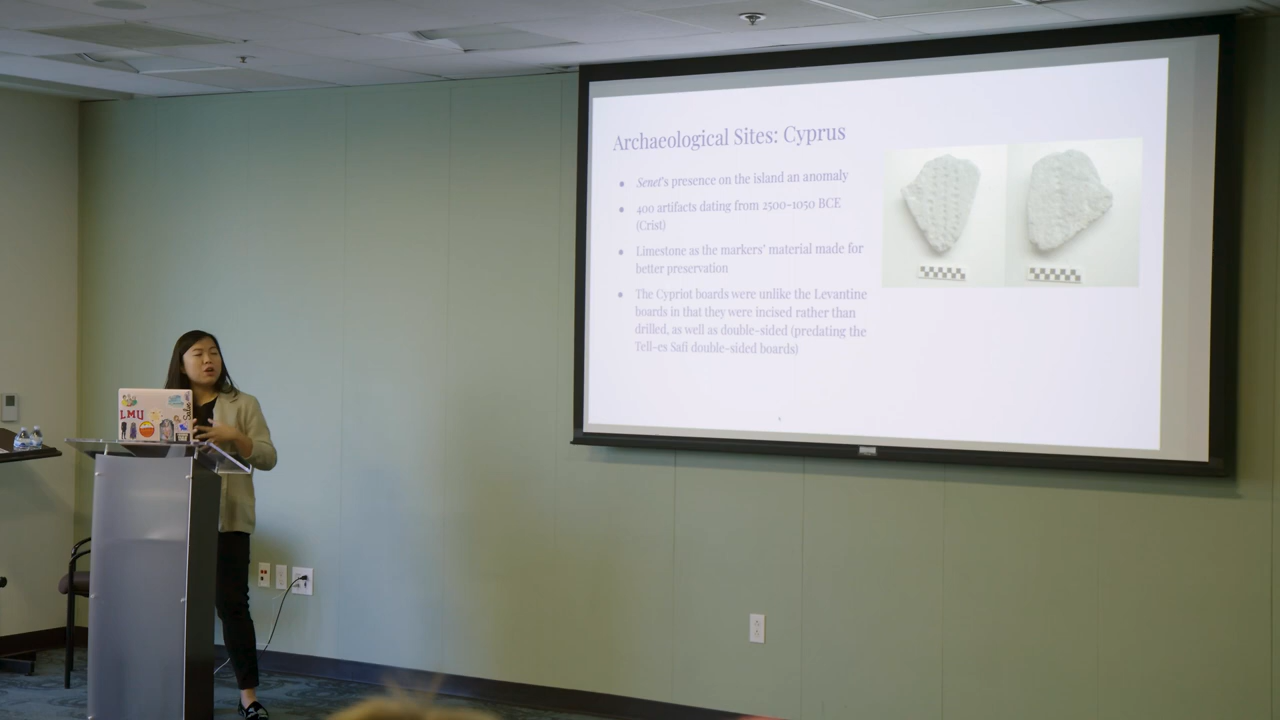 Archaeological Sites: Cyprus
Senet's presence on the island an anomaly
400 artifacts dating from 2500-1050 BCE
(Crist)
Limestone as the markers' material made for
better preservation
The Cypriot boards were unlike the Levantine
boards in that they were incised rather than
drilled, as well as double-sided (predating the
Tell-es Safi double-sided boards)
LMU